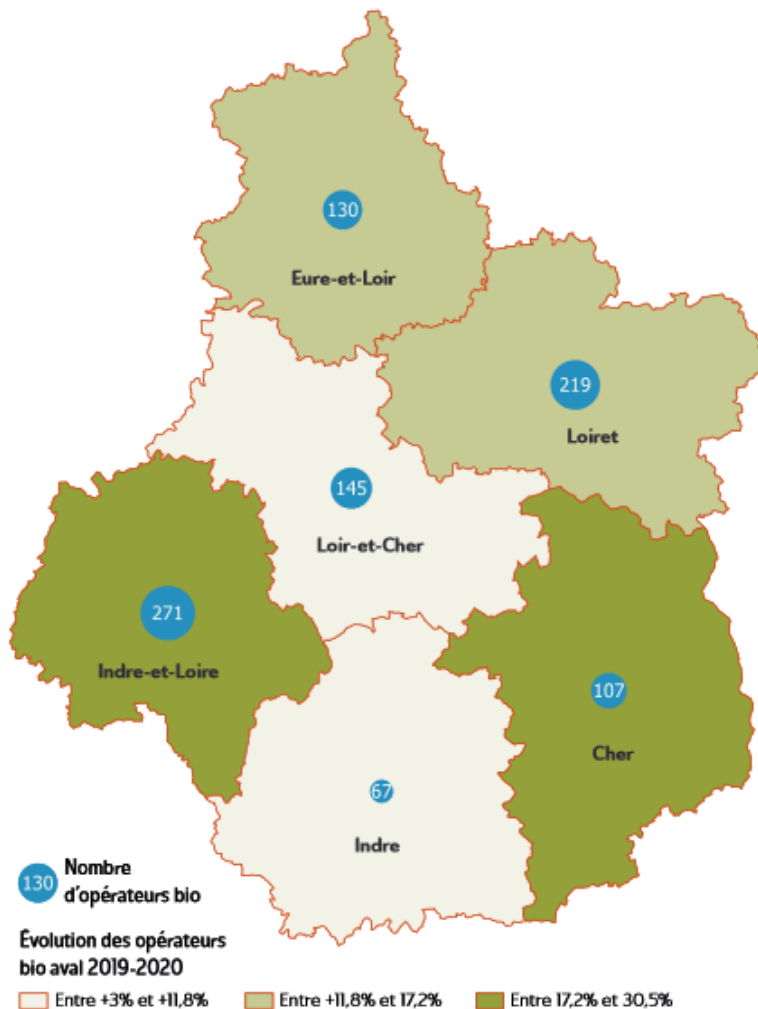 130
Eure-et-Loir
219
Loiret
145
Loir-et-Cher
271
Indre-et-Loire
107
Cher
67
Indre
130 Nombre
d'opérateurs bio
Évolution des opérateurs
bio aval 2019-2020
Entre +3% et +11,8% Entre +11,8% et 17,2% Entre 17,2% et 30,5%